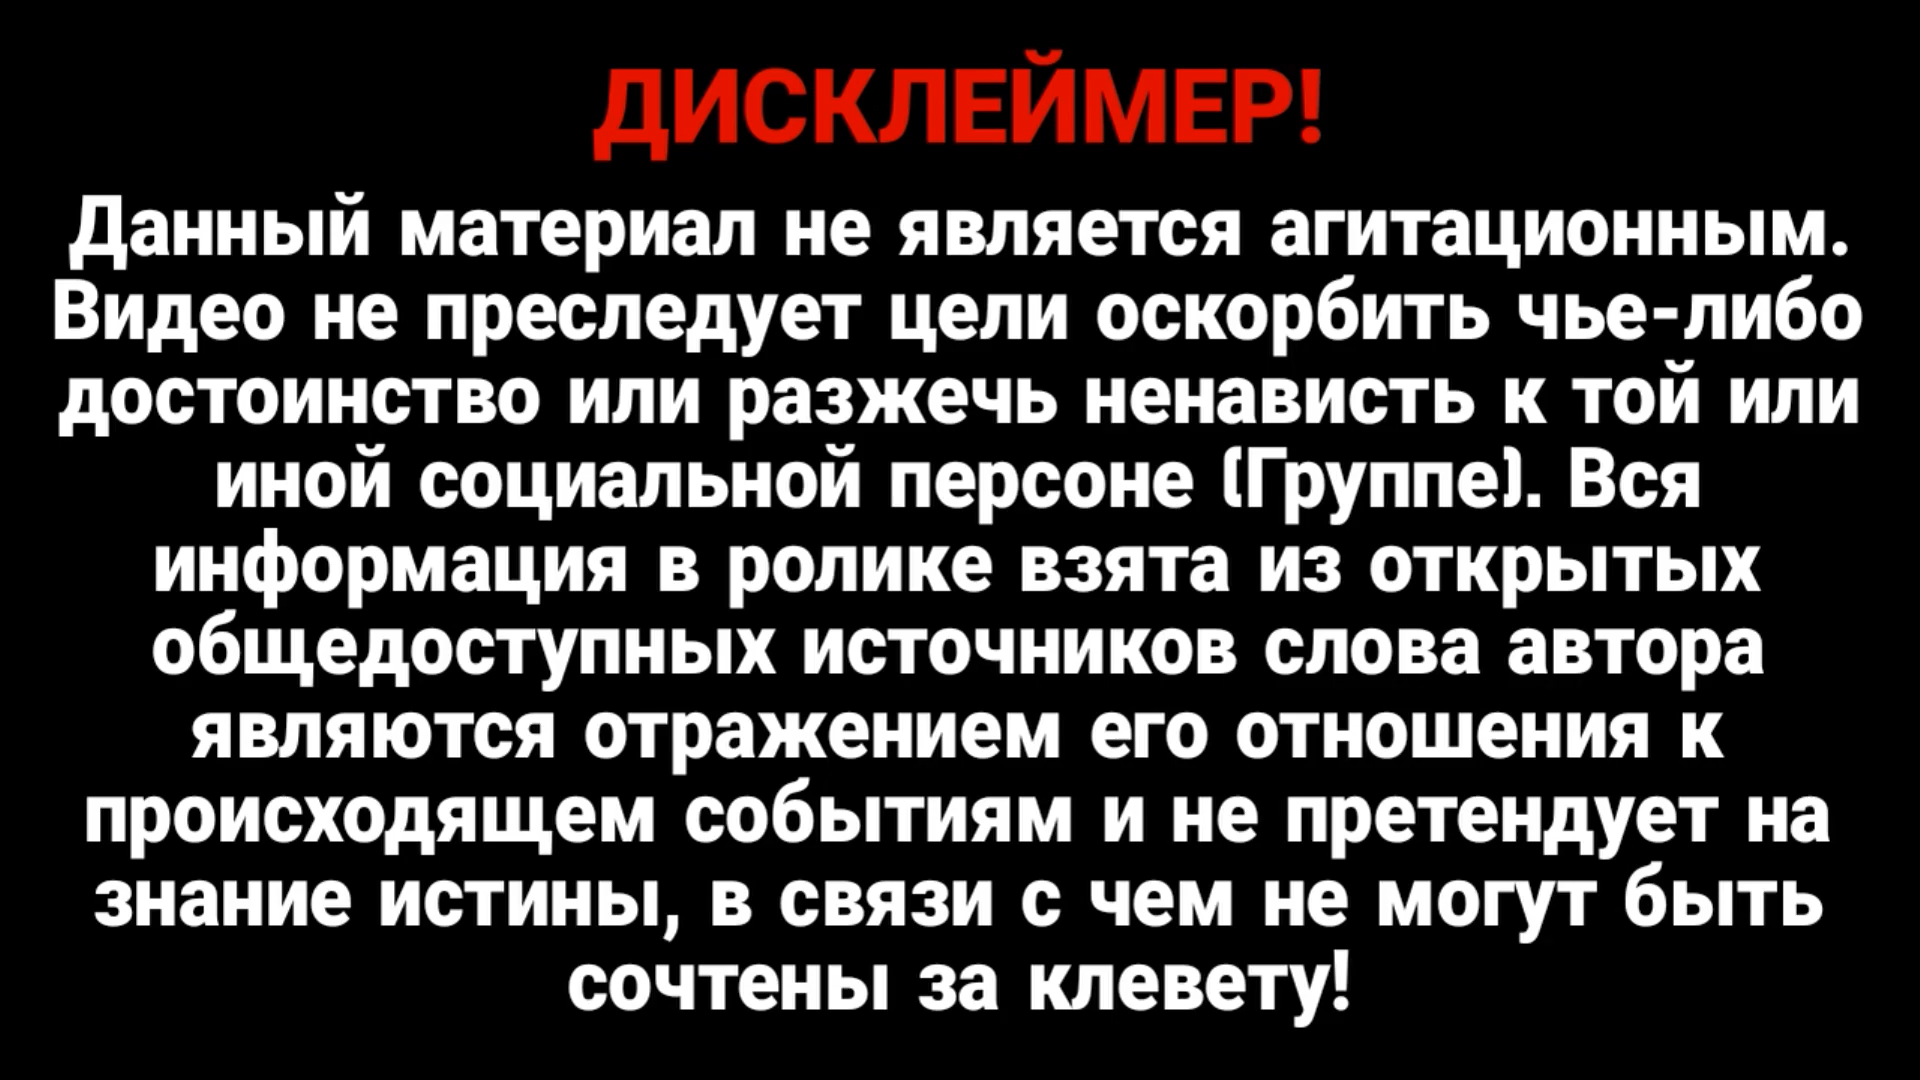 ДИСКЛЕЙМЕР!
Данный материал не является агитационным.
Видео не преследует цели оскорбить чье-либо
достоинство или разжечь ненависть к той или
иной социальной персоне (Группе). Вся
информация в ролике взята из открытых
общедоступных источников слова автора
являются отражением его отношения к
происходящем событиям и не претендует на
знание истины, в связи с чем не могут быть
сочтены за клевету!